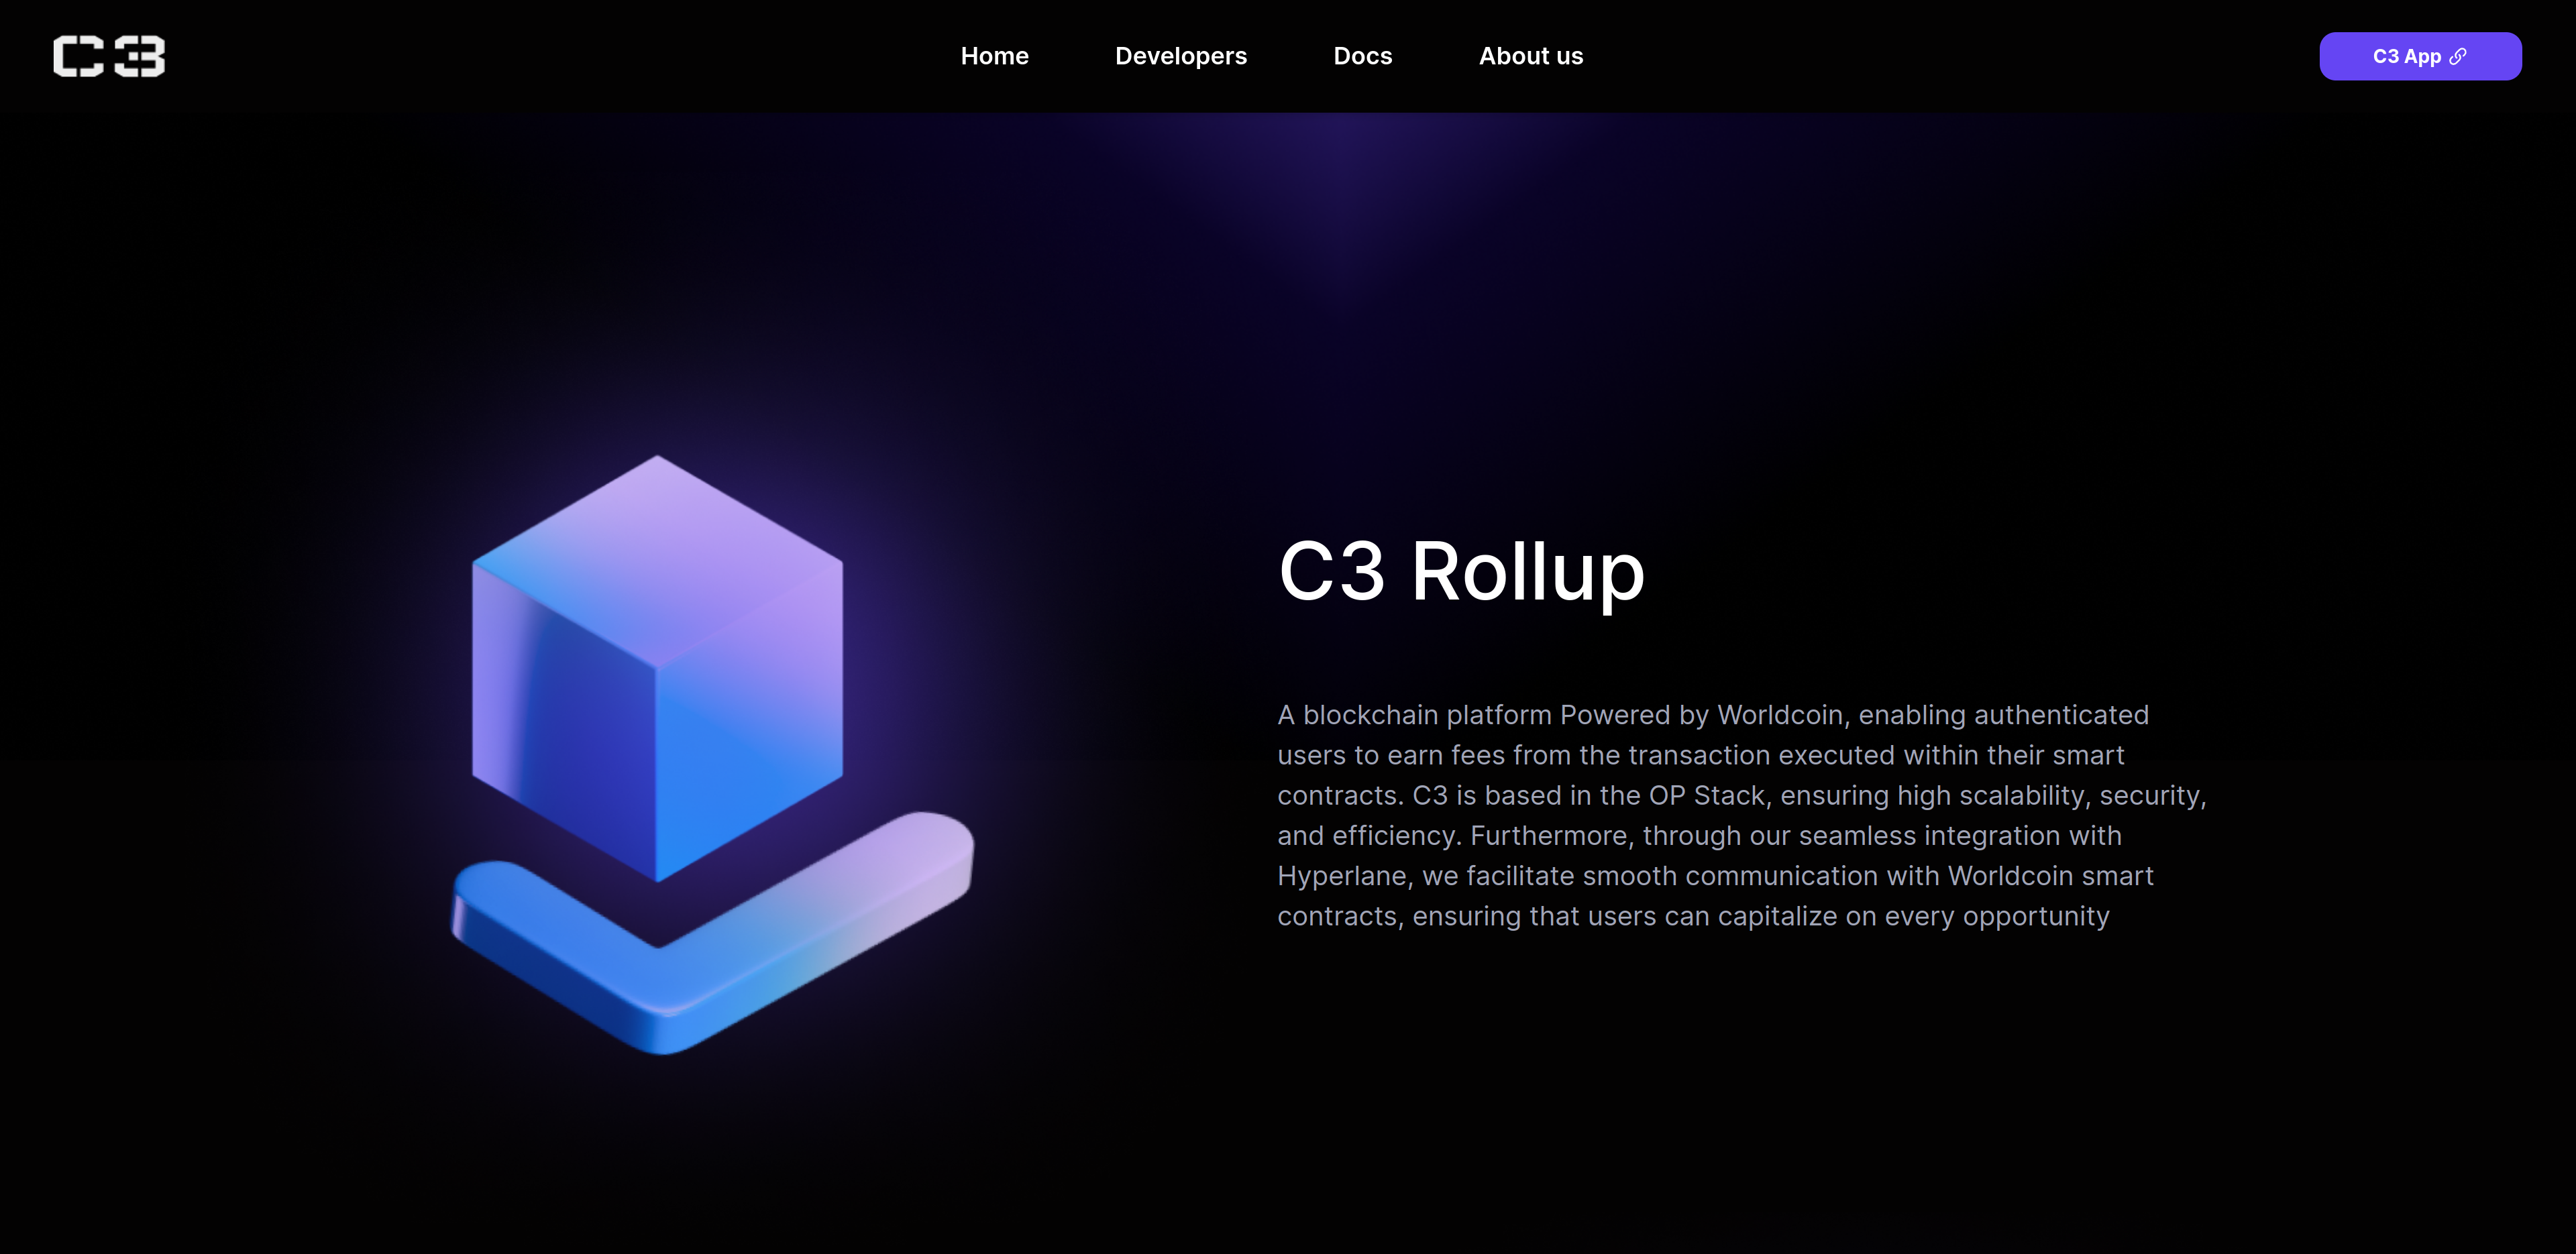 C3
Home
Developers
Docs
About us
C3 App
C3 Rollup
A blockchain platform Powered by Worldcoin, enabling authenticated
users to earn fees from the transaction executed within their smart
contracts. C3 is based in the OP Stack, ensuring high scalability, security,
and efficiency. Furthermore, through our seamless integration with
Hyperlane, we facilitate smooth communication with Worldcoin smart
contracts, ensuring that users can capitalize on every opportunity